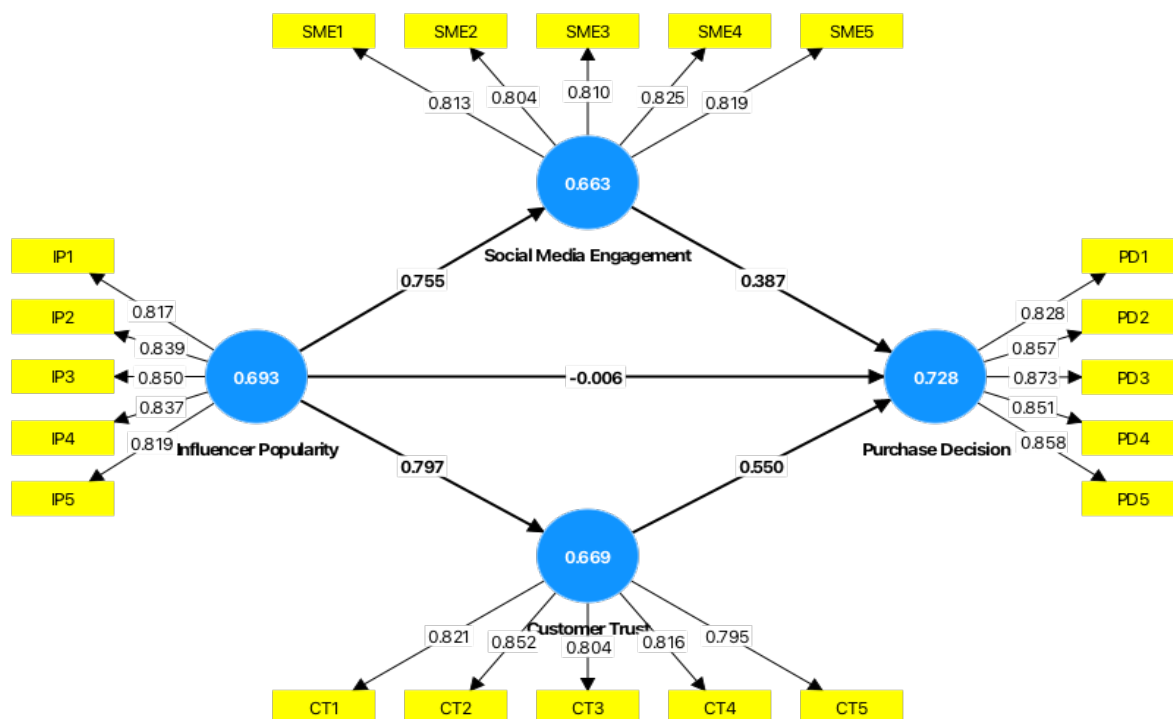 SME1 SME2 SME3 SME4 SME5
0.813 0.804 0.810 0.825 0.819
0.663
Social Media Engagement
IP1
IP2
IP3
IP4
IP5
0.817
0.839
0.850
0.837
0.819
0.693
Influencer Popularity
0.755
0.387
-0.006
0.797
0.550
0.728
Purchase Decision
0.828
0.857
0.873
0.851
0.858
PD1
PD2
PD3
PD4
PD5
0.669
Customer Trust
0.821 0.852 0.804 0.816 0.795
CT1 CT2 CT3 CT4 CT5